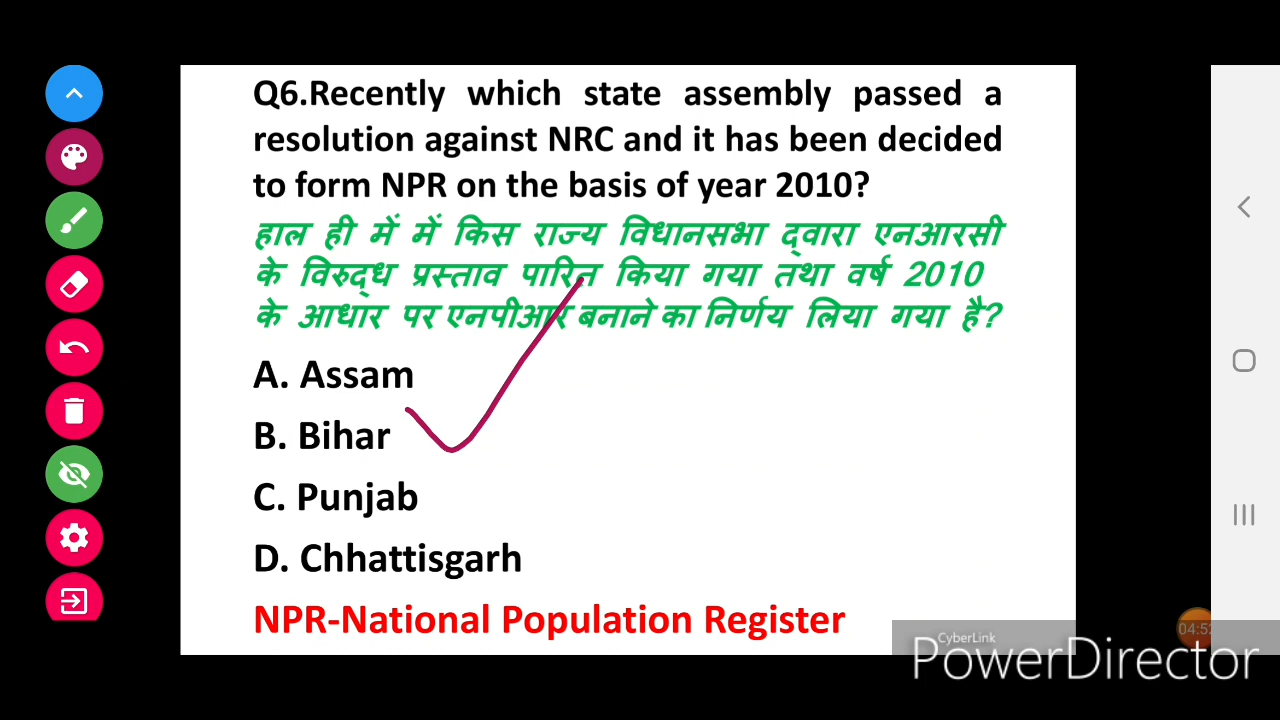 Q6.Recently which state assembly passed a
resolution against NRC and it has been decided
to form NPR on the basis of year 2010?
हाल ही में में किस राज्य विधानसभा द्वारा एनआरसी
के विरुद्ध प्रस्ताव पारित किया गया तथा वर्ष 2010
के आधार पर एनपीआर बनाने का निर्णय लिया गया है?
A. Assam
B. Bihar
C. Punjab
D. Chhattisgarh
NPR-National Population Register
04:52
CyberLink
PowerDirector